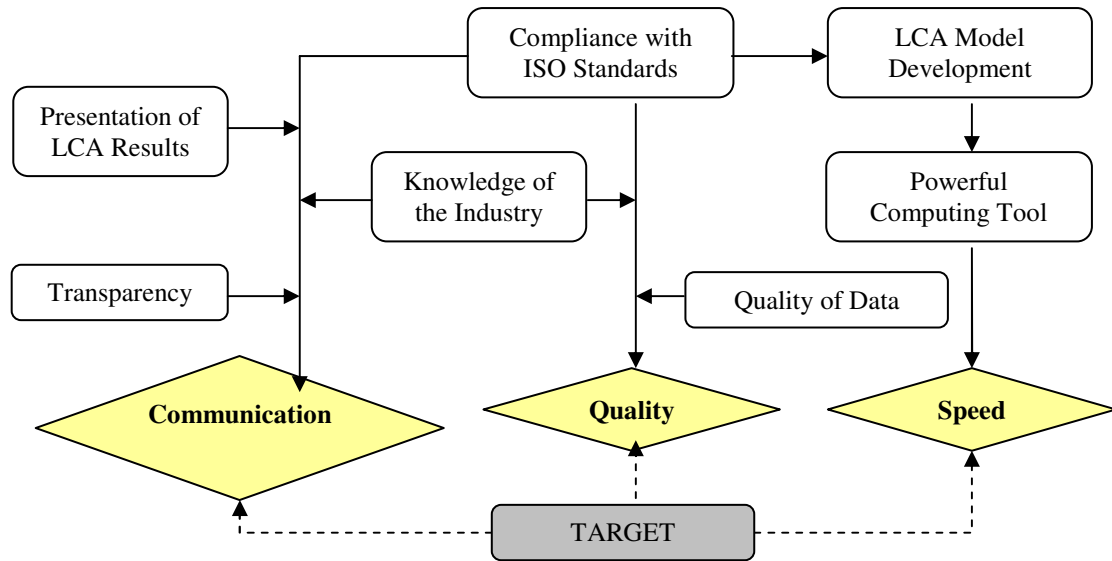 Compliance with
ISO Standards
LCA Model
Development
Presentation of
LCA Results
Knowledge of
the Industry
Powerful
Computing Tool
Transparency
Quality of Data
Communication
Quality
Speed
TARGET